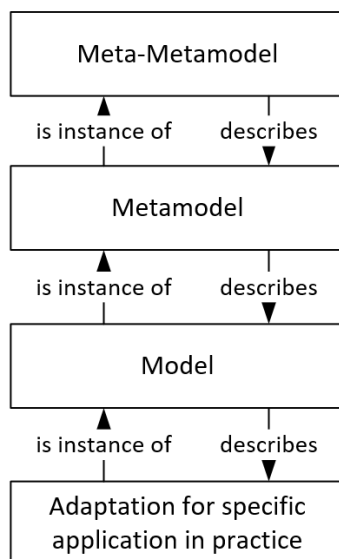 Meta-Metamodel
is instance of describes
Metamodel
is instance of describes
Model
is instance of describes
Adaptation for specific
application in practice